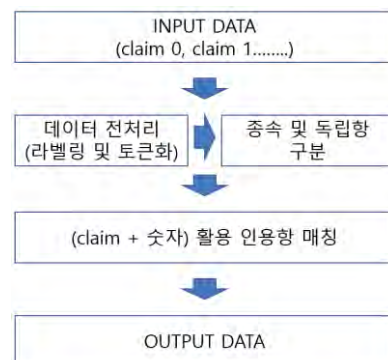 INPUT DATA
(claim 0, claim 1........)
데이터 전처리
(라벨링 및 토큰화)
종속 및 독립항
구분
(claim + 숫자) 활용 인용항 매칭
OUTPUT DATA